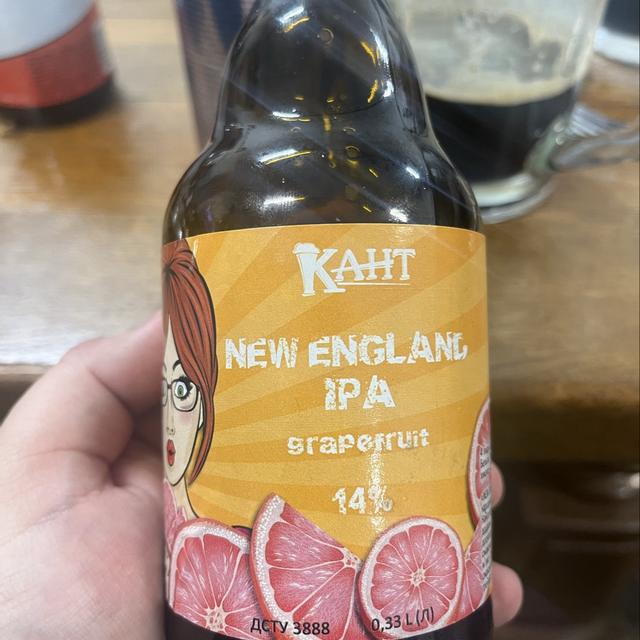 КАНТ
NEW ENGLAND
IPA
grapefruit
14%
ДСТУ 3888 0,33 L (Л)